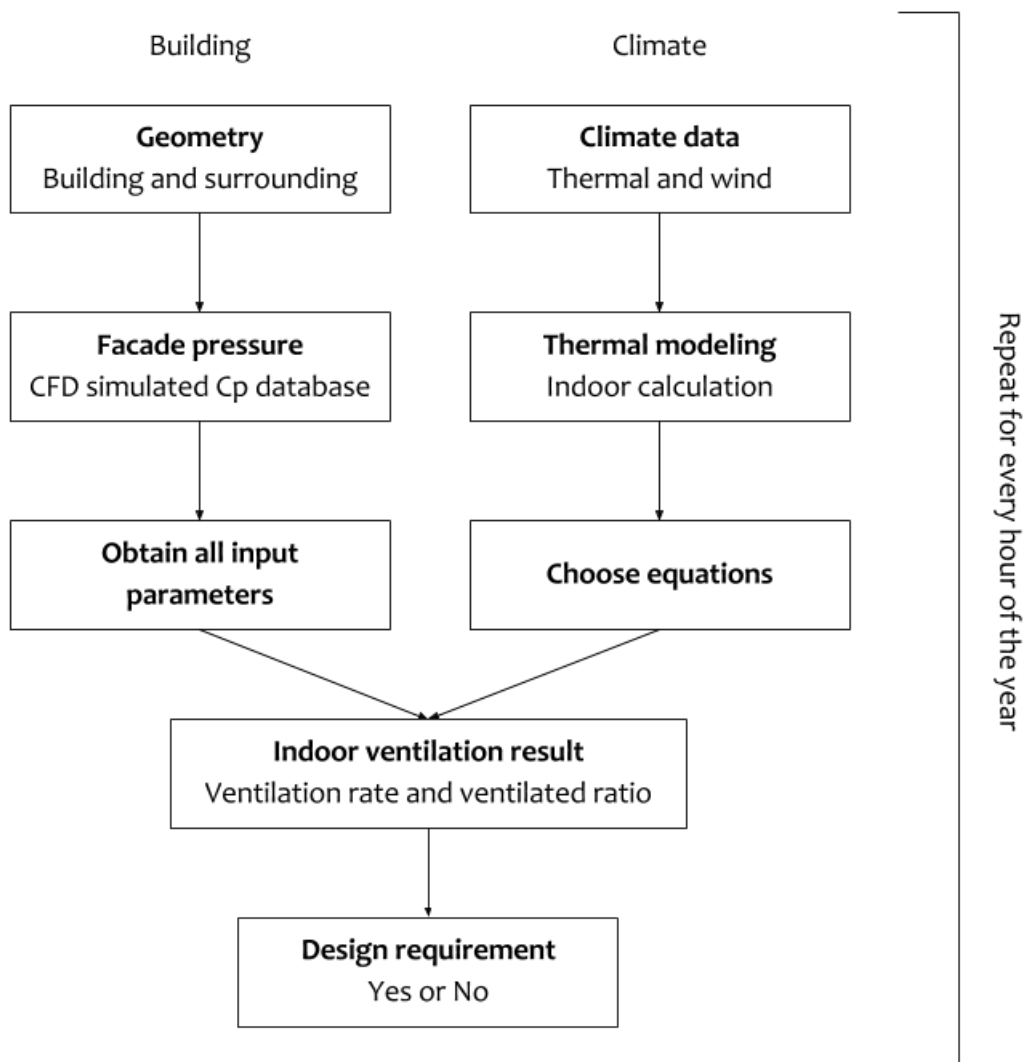 Building
Climate
Geometry
Building and surrounding
Climate data
Thermal and wind
Facade pressure
CFD simulated Cp database
Thermal modeling
Indoor calculation
Obtain all input
parameters
Choose equations
Indoor ventilation result
Ventilation rate and ventilated ratio
Design requirement
Yes or No
Repeat for every hour of the year